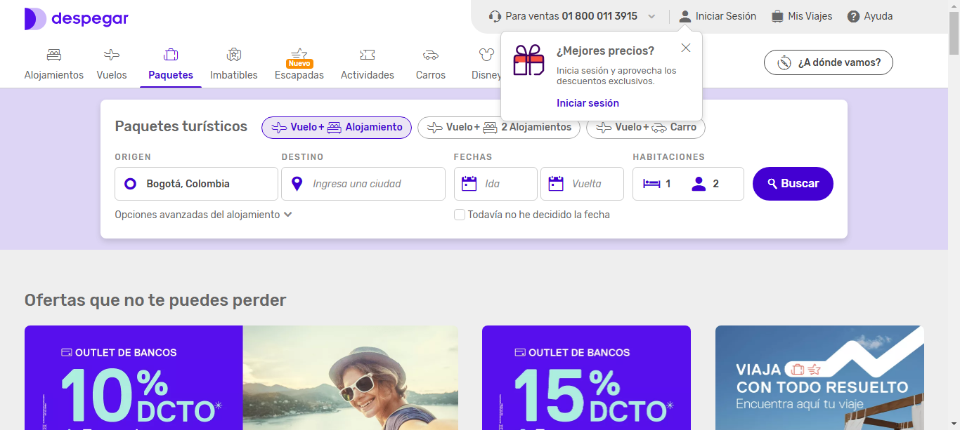 despegar
Para ventas 01 800 011 3915
Iniciar Sesión
Mis Viajes
Ayuda
Alojamientos
Vuelos
Paquetes
Imbatibles
Nuevo
Escapadas
Actividades
Carros
Disney
¿A dónde vamos?
¿Mejores precios?
Inicia sesión y aprovecha los
descuentos exclusivos.
Iniciar sesión
Paquetes turísticos
Vuelo + Alojamiento
Vuelo + 2 Alojamientos
Vuelo + Carro
ORIGEN
DESTINO
FECHAS
HABITACIONES
Bogotá, Colombia
Ingresa una ciudad
Ida
Vuelta
1
2
Buscar
Opciones avanzadas del alojamiento
Todavía no he decidido la fecha
Ofertas que no te puedes perder
OUTLET DE BANCOS
10%
DCTO*
OUTLET DE BANCOS
15%
DCTO*
VIAJA
CON TODO RESUELTO
Encuentra aquí tu viaje